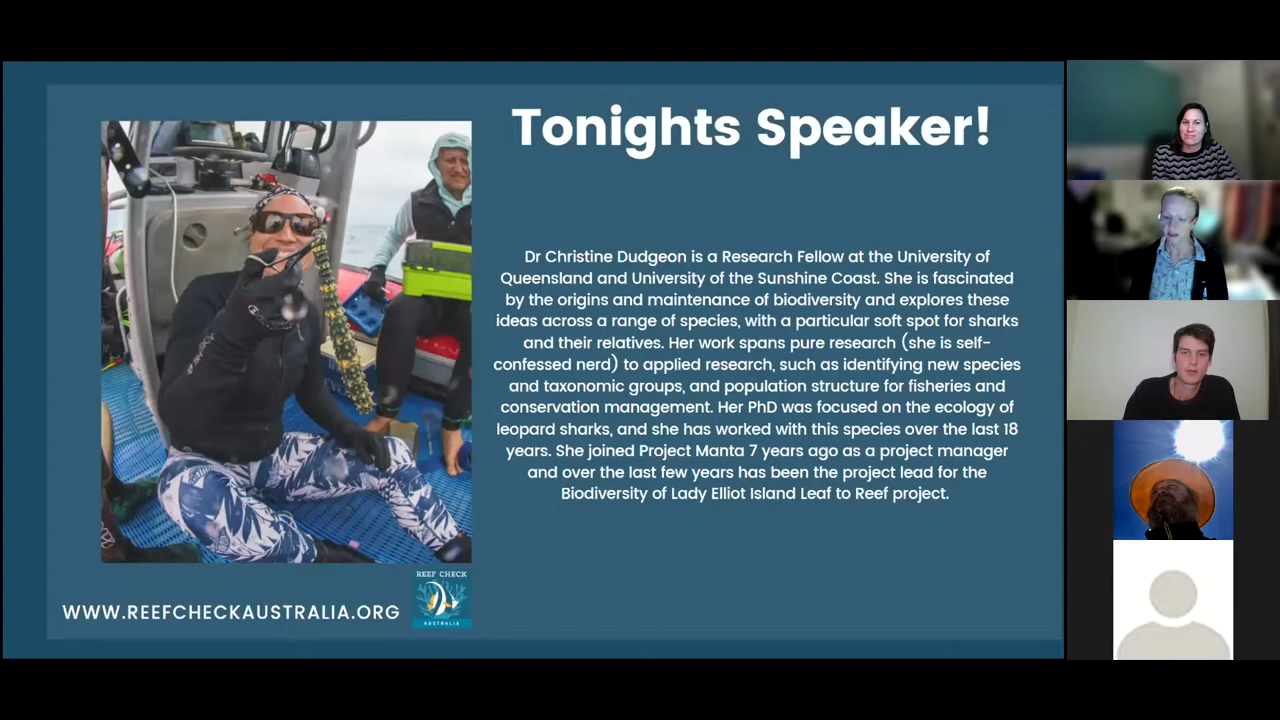 Tonights Speaker!
Dr Christine Dudgeon is a Research Fellow at the University of
Queensland and University of the Sunshine Coast. She is fascinated
by the origins and maintenance of biodiversity and explores these
ideas across a range of species, with a particular soft spot for sharks
and their relatives. Her work spans pure research (she is self-
confessed nerd) to applied research, such as identifying new species
and taxonomic groups, and population structure for fisheries and
conservation management. Her PhD was focused on the ecology of
leopard sharks, and she has worked with this species over the last 18
years. She joined Project Manta 7 years ago as a project manager
and over the last few years has been the project lead for the
Biodiversity of Lady Elliot Island Leaf to Reef project.
WWW.REEFCHECKAUSTRALIA.ORG
REEF CHECK
AUSTRALIA